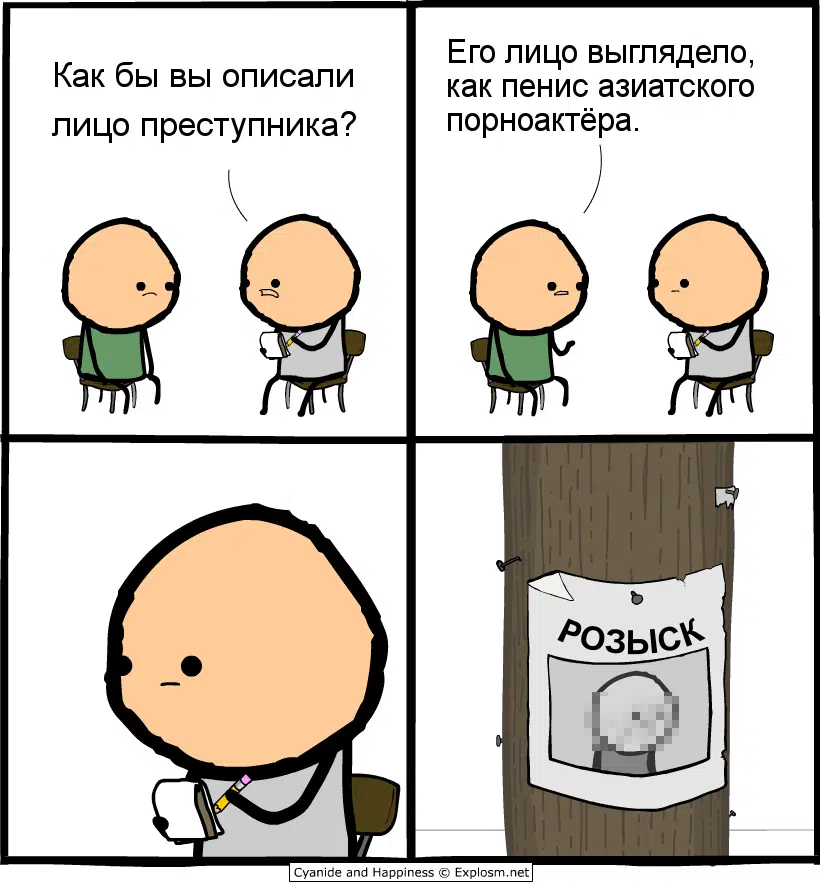 Как бы вы описали
лицо преступника?
Его лицо выглядело,
как пенис азиатского
порноактёра.
РОЗЫСК
Cyanide and Happiness © Explosm.net